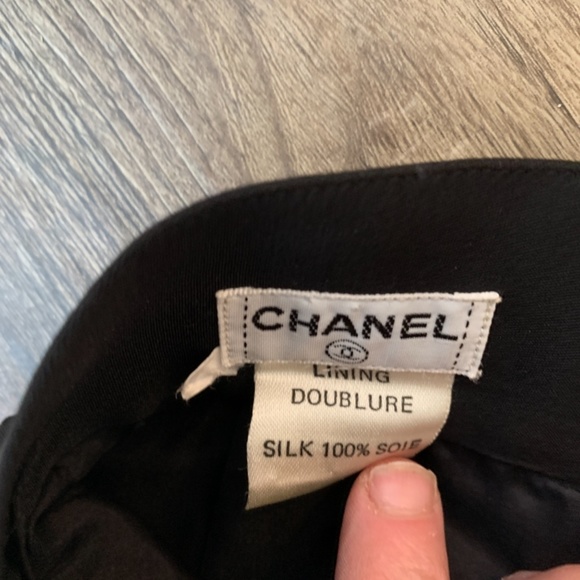 CHANEL
LINING
DOUBLURE
SILK 100% SOIE